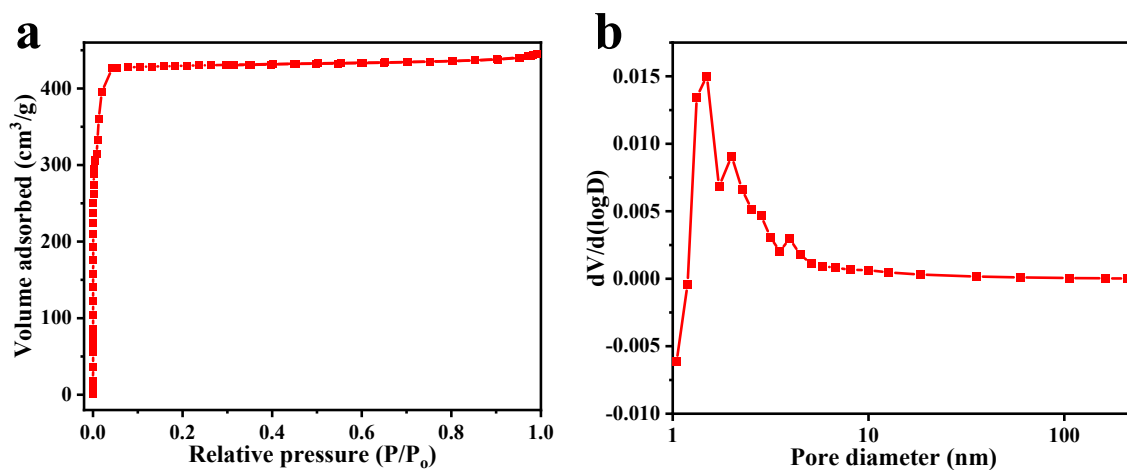 a
Volume adsorbed (cm³/g)
400
300
200
100
0
0.0 0.2 0.4 0.6 0.8 1.0
Relative pressure (P/Pₒ)
b
dV/d(logD)
0.015
0.010
0.005
0.000
-0.005
-0.010
1 10 100
Pore diameter (nm)